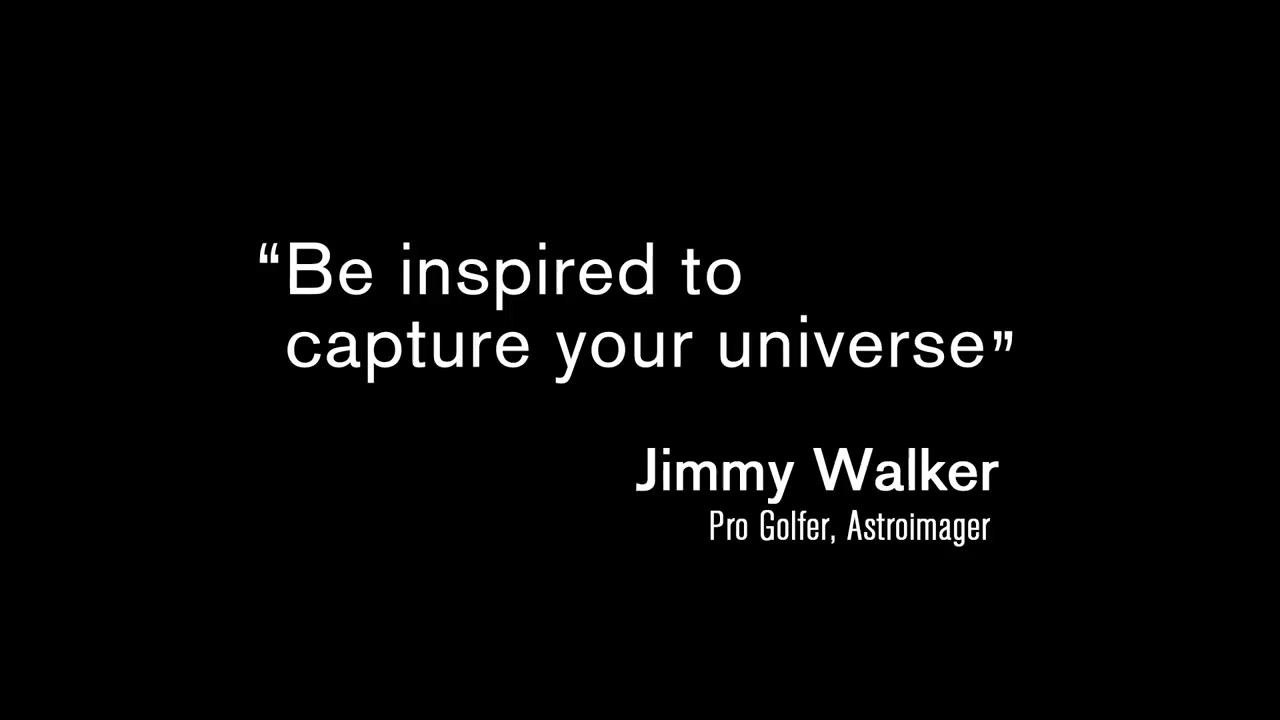 “Be inspired to
capture your universe”
Jimmy Walker
Pro Golfer, Astroimager